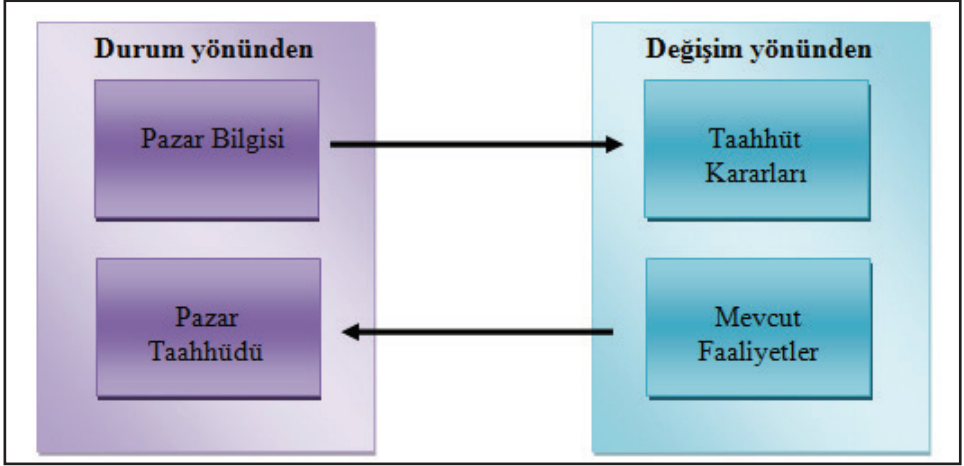 Durum yönünden
Pazar Bilgisi
Pazar
Taahhüdü
Değişim yönünden
Taahhüt
Kararları
Mevcut
Faaliyetler